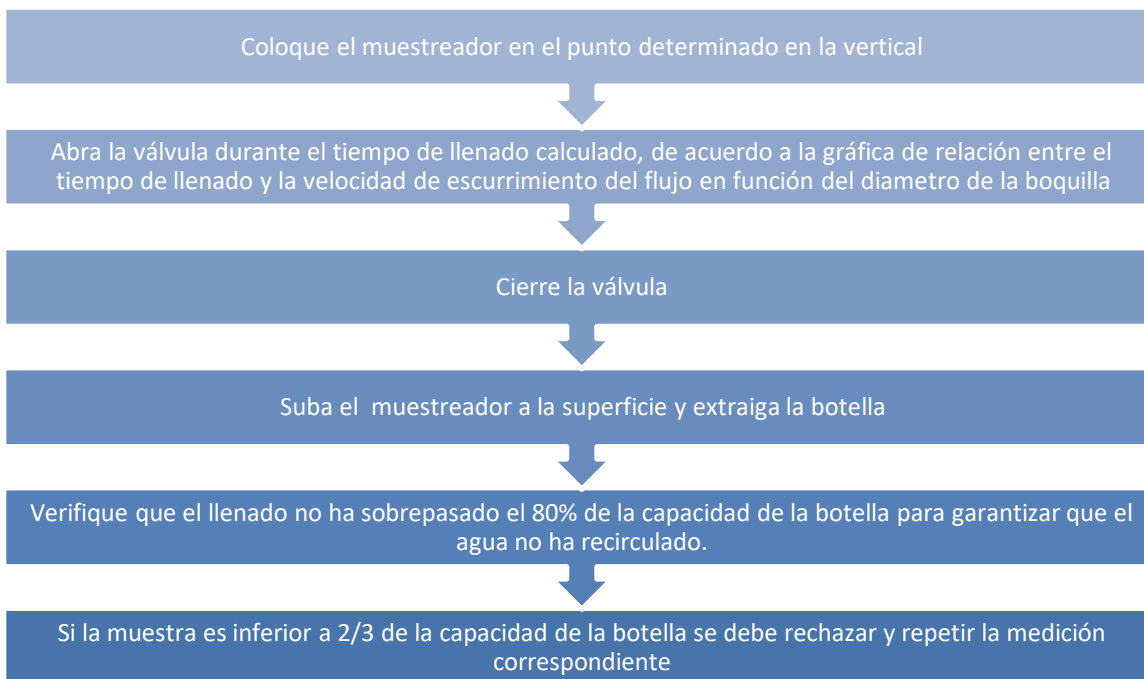 Coloque el muestreador en el punto determinado en la vertical
Abra la válvula durante el tiempo de llenado calculado, de acuerdo a la gráfica de relación entre el
tiempo de llenado y la velocidad de escurrimiento del flujo en función del diametro de la boquilla
Cierre la válvula
Suba el muestreador a la superficie y extraiga la botella
Verifique que el llenado no ha sobrepasado el 80% de la capacidad de la botella para garantizar que el
agua no ha recirculado.
Si la muestra es inferior a 2/3 de la capacidad de la botella se debe rechazar y repetir la medición
correspondiente